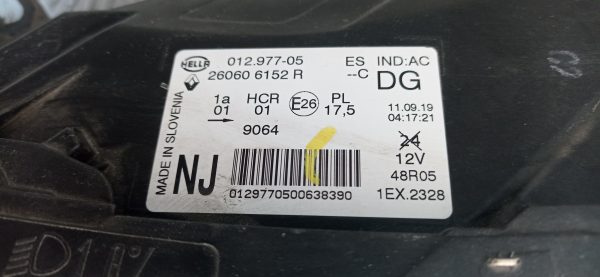 HELLA 012.977-05 ES IND:AC
26060 6152 R --C DG
1a HCR E26 PL 11.09.19
01 01 17,5 04:17:21
9064 24
12V
MADE IN SLOVENIA
NJ 48R05
0129770500638390 1EX.2328